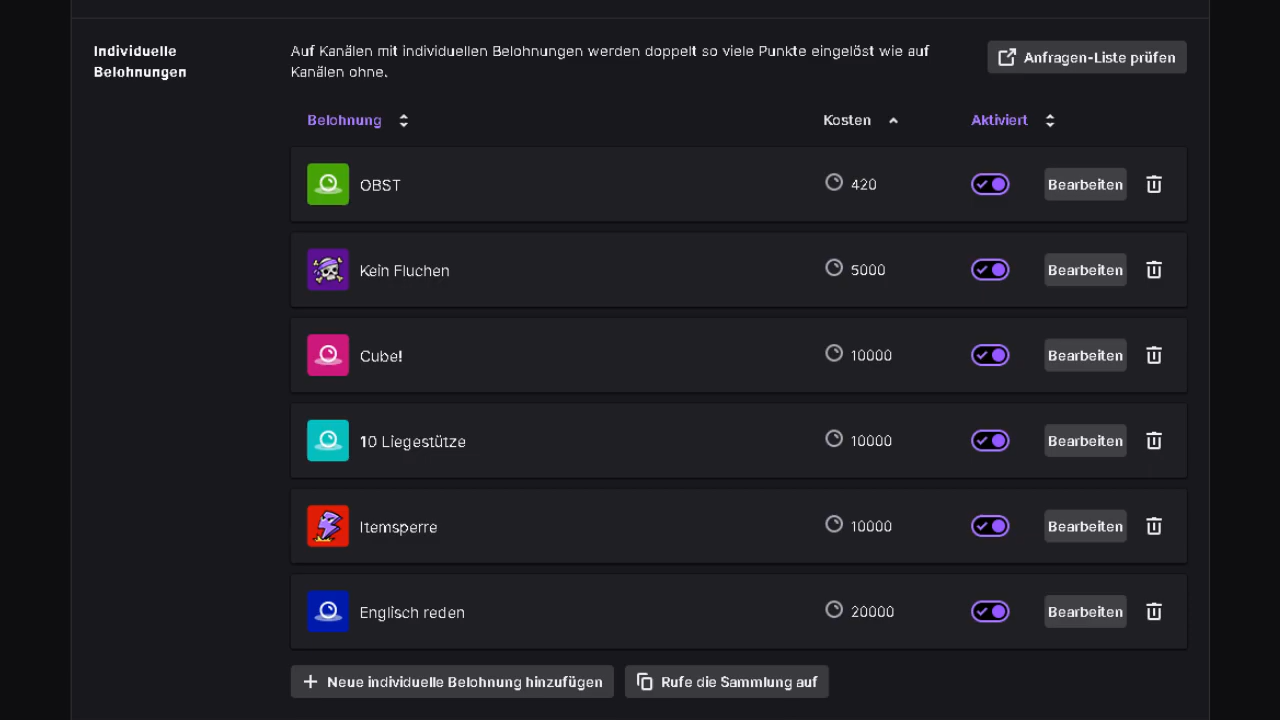 Individuelle
Belohnungen
Auf Kanälen mit individuellen Belohnungen werden doppelt so viele Punkte eingelöst wie auf
Kanälen ohne.
Anfragen-Liste prüfen
Belohnung Kosten Aktiviert
OBST 420 Bearbeiten
Kein Fluchen 5000 Bearbeiten
Cube! 10000 Bearbeiten
10 Liegestütze 10000 Bearbeiten
Itemsperre 10000 Bearbeiten
Englisch reden 20000 Bearbeiten
Neue individuelle Belohnung hinzufügen Rufe die Sammlung auf